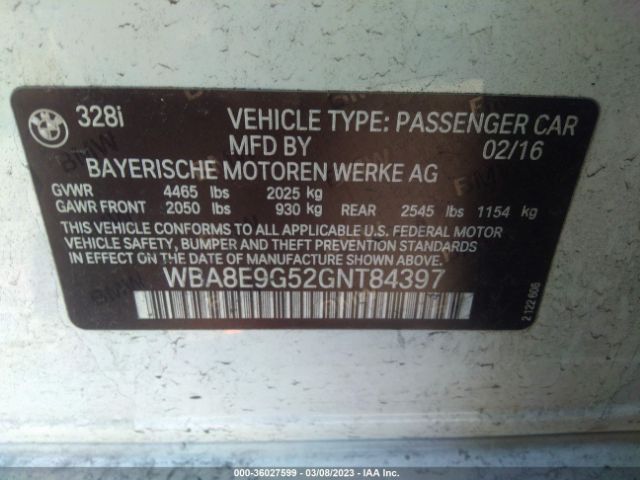 328i VEHICLE TYPE: PASSENGER CAR
MFD BY 02/16
BAYERISCHE MOTOREN WERKE AG
GVWR 4465 lbs 2025 kg
GAWR FRONT 2050 lbs 930 kg REAR 2545 lbs 1154 kg
THIS VEHICLE CONFORMS TO ALL APPLICABLE U.S. FEDERAL MOTOR
VEHICLE SAFETY, BUMPER AND THEFT PREVENTION STANDARDS
IN EFFECT ON THE DATE OF MANUFACTURE SHOWN ABOVE.
WBA8E9G52GNT84397
2 122 606
000-36027599 - 03/08/2023 - IAA Inc.